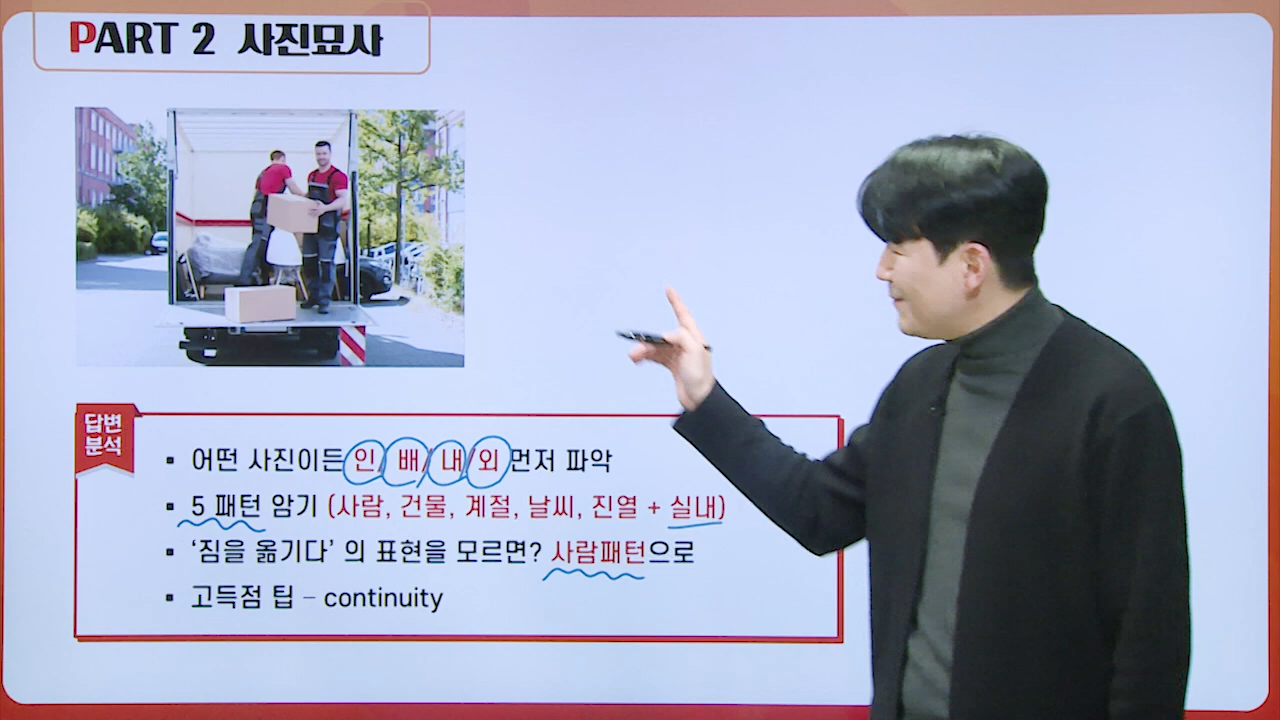 PART 2 사진묘사
답변
분석
▪ 어떤 사진이든 인/배/내/외 먼저 파악
▪ 5 패턴 암기 (사람, 건물, 계절, 날씨, 진열 + 실내)
▪ ‘짐을 옮기다’ 의 표현을 모르면? 사람패턴으로
▪ 고득점 팁 – continuity